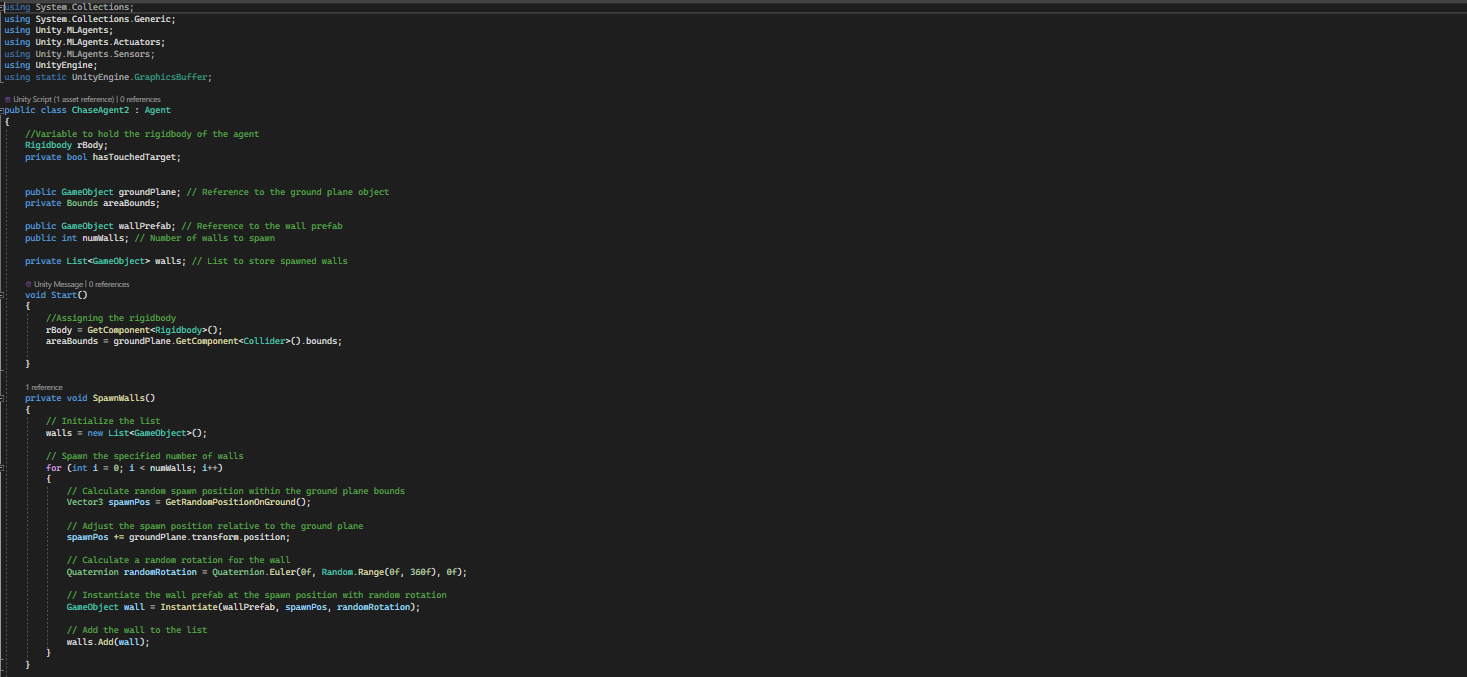 using System.Collections;
using System.Collections.Generic;
using Unity.MLAgents;
using Unity.MLAgents.Actuators;
using Unity.MLAgents.Sensors;
using UnityEngine;
using static UnityEngine.GraphicsBuffer;
Unity Script (1 asset reference) | 0 references
public class ChaseAgent2 : Agent
{
//Variable to hold the rigidbody of the agent
Rigidbody rBody;
private bool hasTouchedTarget;
public GameObject groundPlane; // Reference to the ground plane object
private Bounds areaBounds;
public GameObject wallPrefab; // Reference to the wall prefab
public int numWalls; // Number of walls to spawn
private List<GameObject> walls; // List to store spawned walls
Unity Message | 0 references
void Start()
{
//Assigning the rigidbody
rBody = GetComponent<Rigidbody>();
areaBounds = groundPlane.GetComponent<Collider>().bounds;
}
1 reference
private void SpawnWalls()
{
// Initialize the list
walls = new List<GameObject>();
// Spawn the specified number of walls
for (int i = 0; i < numWalls; i++)
{
// Calculate random spawn position within the ground plane bounds
Vector3 spawnPos = GetRandomPositionOnGround();
// Adjust the spawn position relative to the ground plane
spawnPos += groundPlane.transform.position;
// Calculate a random rotation for the wall
Quaternion randomRotation = Quaternion.Euler(0f, Random.Range(0f, 360f), 0f);
// Instantiate the wall prefab at the spawn position with random rotation
GameObject wall = Instantiate(wallPrefab, spawnPos, randomRotation);
// Add the wall to the list
walls.Add(wall);
}
}